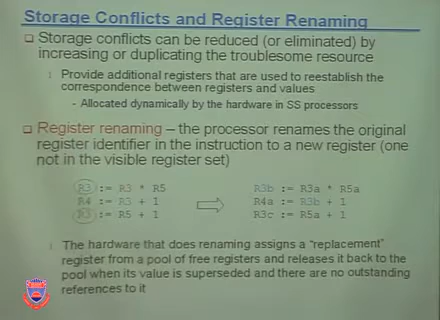 Storage Conflicts and Register Renaming
Storage conflicts can be reduced (or eliminated) by
increasing or duplicating the troublesome resource
Provide additional registers that are used to reestablish the
correspondence between registers and values
- Allocated dynamically by the hardware in SS processors
Register renaming – the processor renames the original
register identifier in the instruction to a new register (one
not in the visible register set)
R3 := R3 * R5
R4 := R3 + 1
R3 := R5 + 1
R3b := R3a * R5a
R4a := R3b + 1
R3c := R5a + 1
The hardware that does renaming assigns a "replacement"
register from a pool of free registers and releases it back to the
pool when its value is superseded and there are no outstanding
references to it